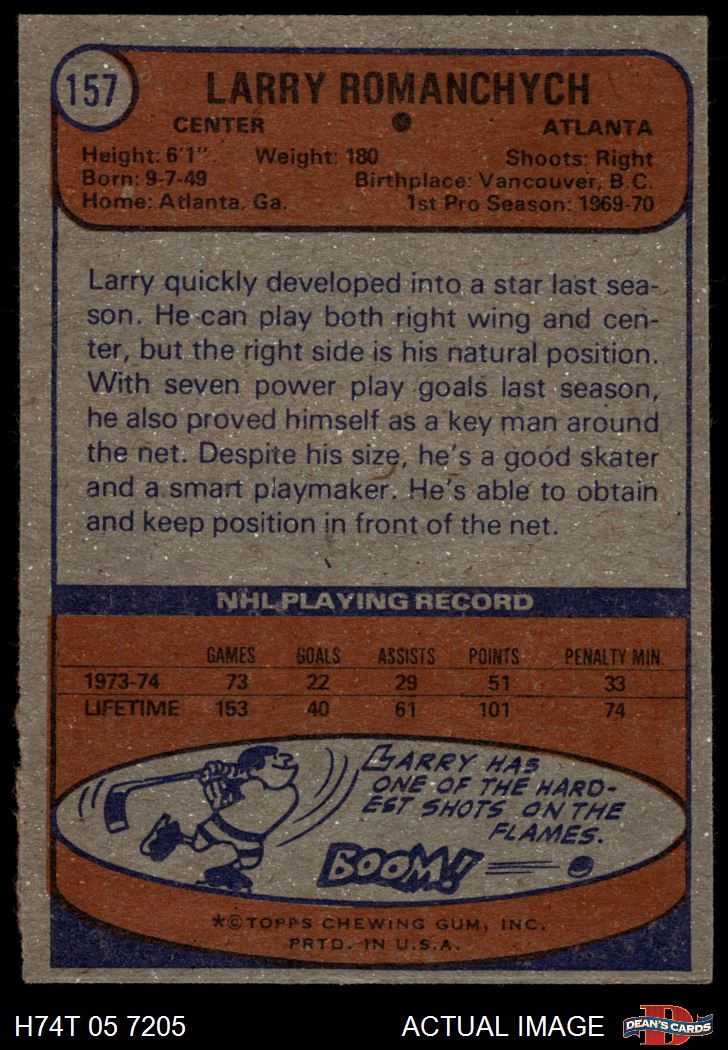 157
LARRY ROMANCHYCH
CENTER ATLANTA
Height: 6'1" Weight: 180 Shoots: Right
Born: 9-7-49 Birthplace: Vancouver, B.C.
Home: Atlanta, Ga. 1st Pro Season: 1969-70
Larry quickly developed into a star last sea-
son. He can play both right wing and cen-
ter, but the right side is his natural position.
With seven power play goals last season,
he also proved himself as a key man around
the net. Despite his size, he's a good skater
and a smart playmaker. He's able to obtain
and keep position in front of the net.
NHL PLAYING RECORD
GAMES GOALS ASSISTS POINTS PENALTY MIN.
1973-74 73 22 29 51 33
LIFETIME 153 40 61 101 74
LARRY HAS
ONE OF THE HARD-
EST SHOTS ON THE
FLAMES.
BOOM!
*©TOPPS CHEWING GUM, INC.
PRTD. IN U.S.A.
H74T 05 7205 ACTUAL IMAGE
D
DEAN'S CARDS